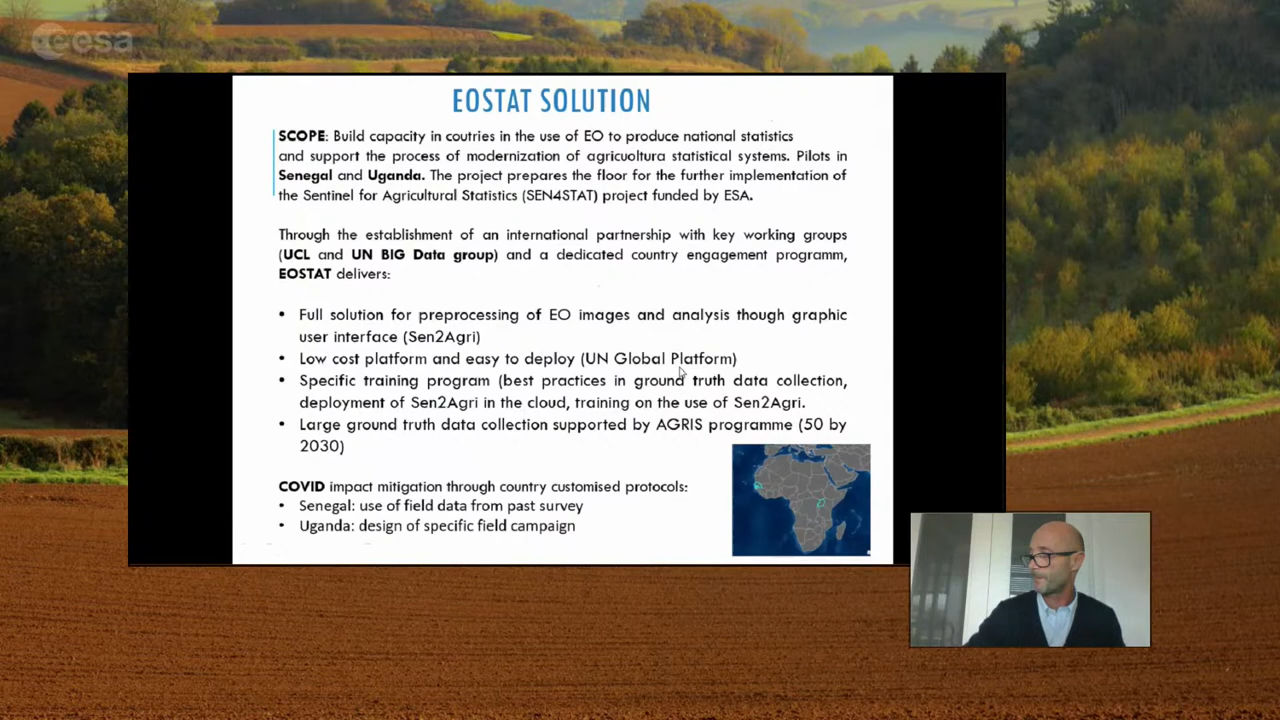 esa
EOSTAT SOLUTION
SCOPE: Build capacity in coutries in the use of EO to produce national statistics
and support the process of modernization of agricuoltura statistical systems. Pilots in
Senegal and Uganda. The project prepares the floor for the further implementation of
the Sentinel for Agricultural Statistics (SEN4STAT) project funded by ESA.
Through the establishment of an international partnership with key working groups
(UCL and UN BIG Data group) and a dedicated country engagement programm,
EOSTAT delivers:
• Full solution for preprocessing of EO images and analysis though graphic
user interface (Sen2Agri)
• Low cost platform and easy to deploy (UN Global Platform)
• Specific training program (best practices in ground truth data collection,
deployment of Sen2Agri in the cloud, training on the use of Sen2Agri.
• Large ground truth data collection supported by AGRIS programme (50 by
2030)
COVID impact mitigation through country customised protocols:
• Senegal: use of field data from past survey
• Uganda: design of specific field campaign